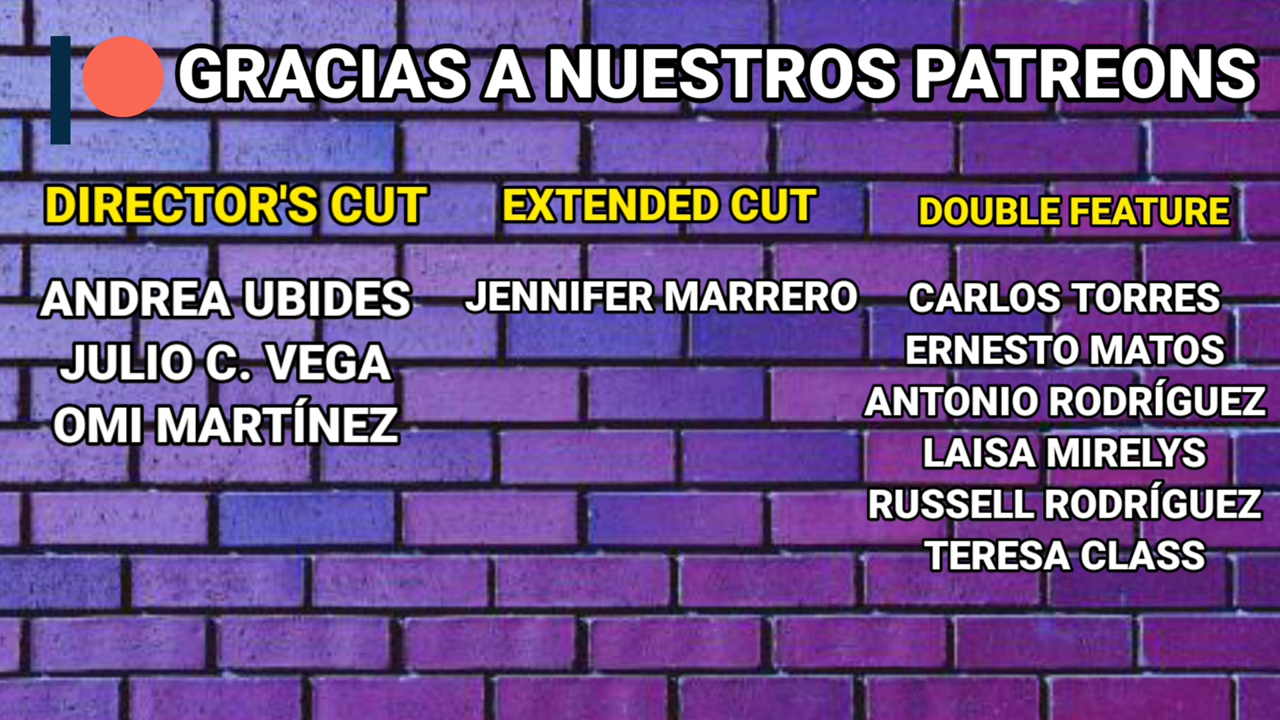 GRACIAS A NUESTROS PATREONS
DIRECTOR'S CUT
ANDREA UBIDES
JULIO C. VEGA
OMI MARTÍNEZ
EXTENDED CUT
JENNIFER MARRERO
DOUBLE FEATURE
CARLOS TORRES
ERNESTO MATOS
ANTONIO RODRÍGUEZ
LAISA MIRELYS
RUSSELL RODRÍGUEZ
TERESA CLASS